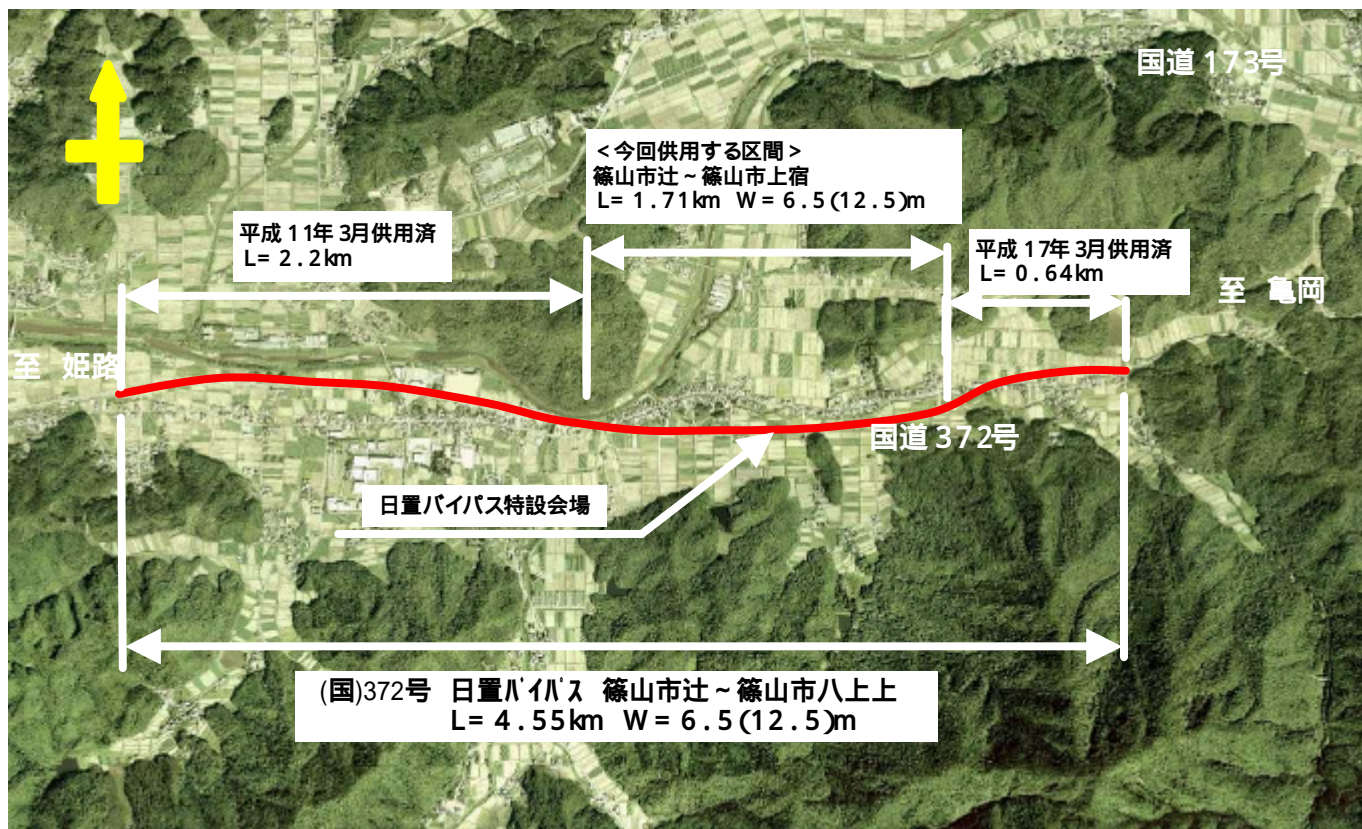 国道173号
<今回供用する区間>
篠山市辻~篠山市上宿
L=1.71km W=6.5(12.5)m
平成11年3月供用済
L=2.2km
平成17年3月供用済
L=0.64km
至 亀岡
至 姫路
国道372号
日置バイパス特設会場
(国)372号 日置バイパス 篠山市辻~篠山市八上上
L=4.55km W=6.5(12.5)m